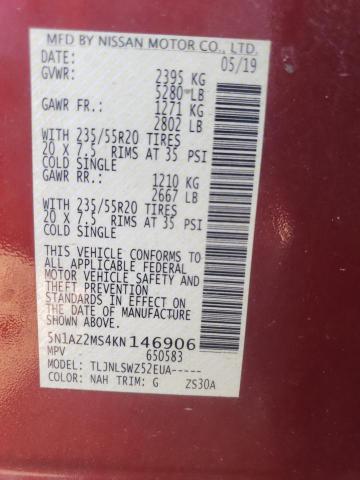 MFD BY NISSAN MOTOR CO., LTD.
DATE: 05/19
GVWR: 2395 KG
5280 LB
GAWR FR.: 1271 KG
2802 LB
WITH 235/55R20 TIRES
20 X 7.5 RIMS AT 35 PSI
COLD SINGLE
GAWR RR.: 1210 KG
2667 LB
WITH 235/55R20 TIRES
20 X 7.5 RIMS AT 35 PSI
COLD SINGLE
THIS VEHICLE CONFORMS TO
ALL APPLICABLE FEDERAL
MOTOR VEHICLE SAFETY AND
THEFT PREVENTION
STANDARDS IN EFFECT ON
THE DATE OF MANUFACTURE
SHOWN ABOVE.
5N1AZ2MS4KN146906
MPV 650583
MODEL: TLJNLSWZ52EUA-----
COLOR: NAH TRIM: G ZS30A